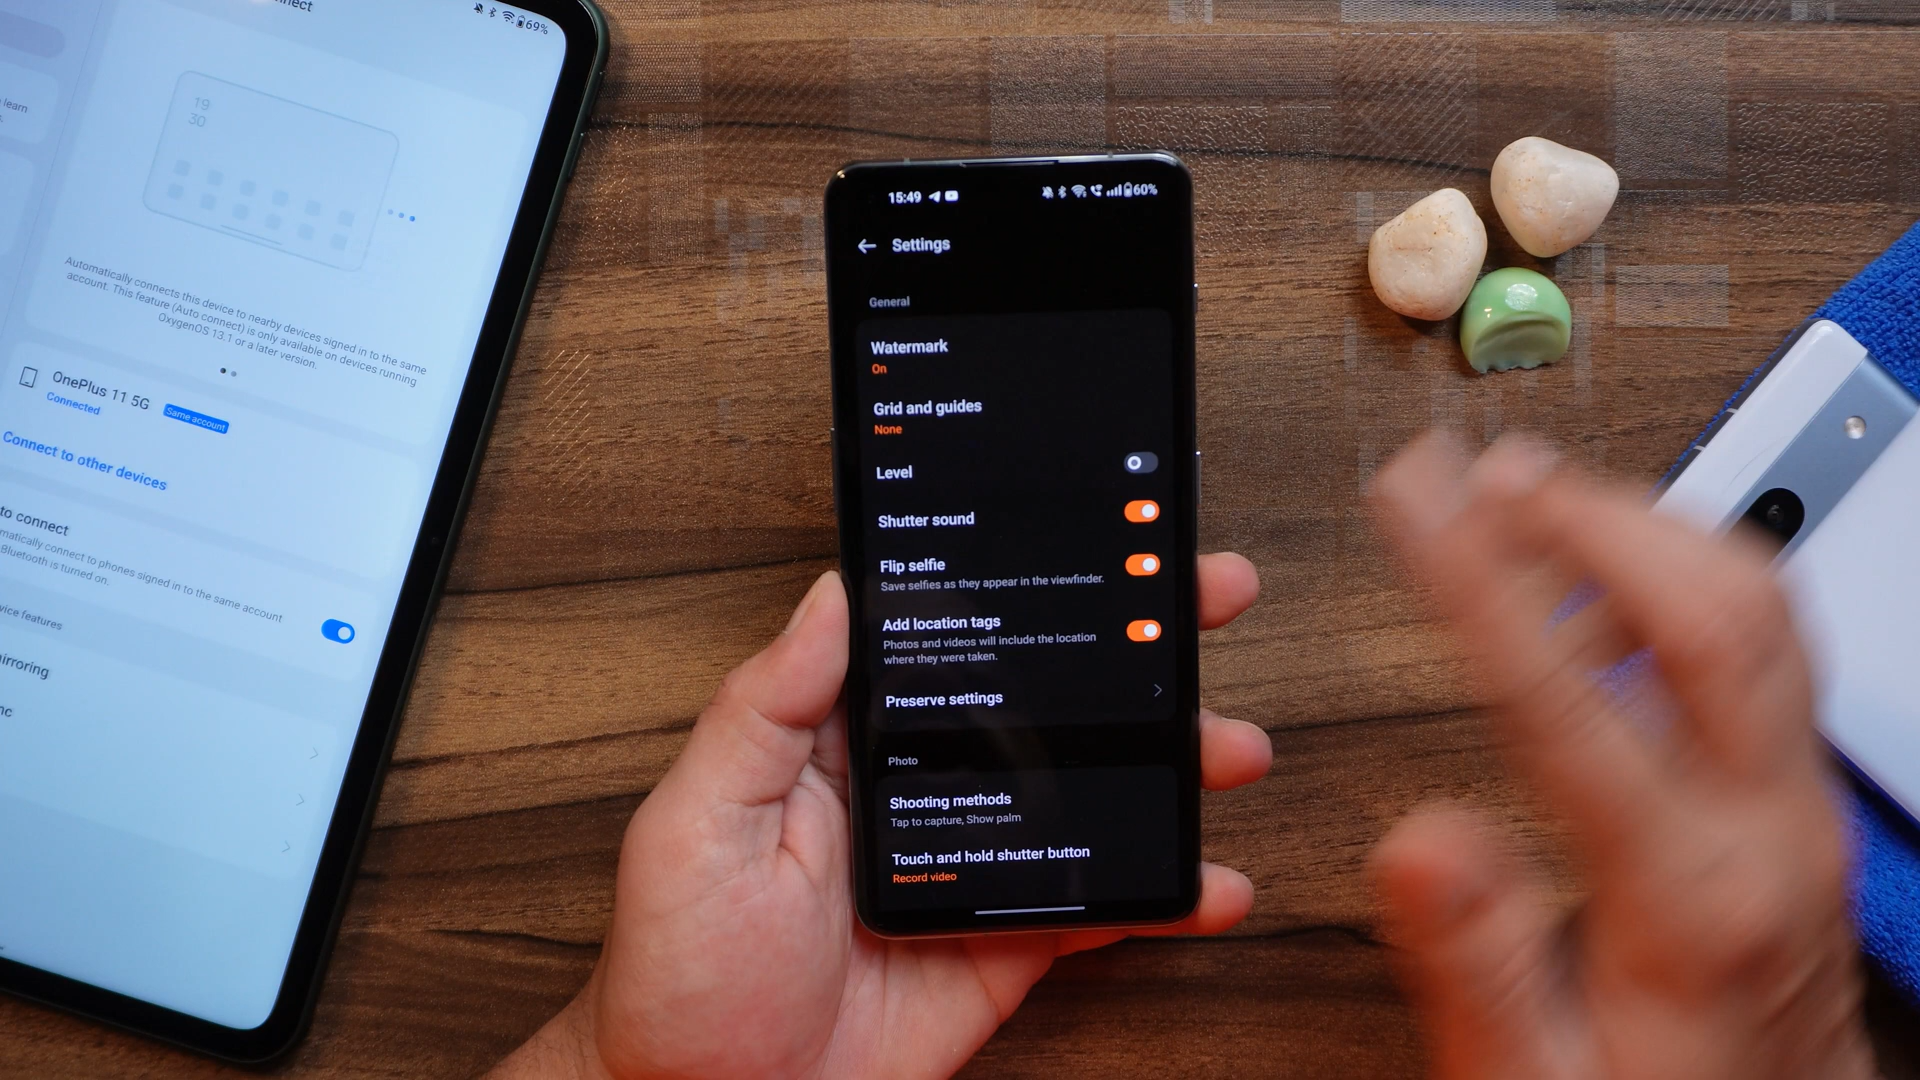 nnect
69%
learn
19
30
Automatically connects this device to nearby devices signed in to the same
account. This feature (Auto connect) is only available on devices running
OxygenOS 13.1 or a later version.
OnePlus 11 5G
Same account
Connected
Connect to other devices
to connect
matically connect to phones signed in to the same account
Bluetooth is turned on.
vice features
irroring
nc
15:49
60%
Settings
General
Watermark
On
Grid and guides
None
Level
Shutter sound
Flip selfie
Save selfies as they appear in the viewfinder.
Add location tags
Photos and videos will include the location
where they were taken.
Preserve settings
Photo
Shooting methods
Tap to capture, Show palm
Touch and hold shutter button
Record video